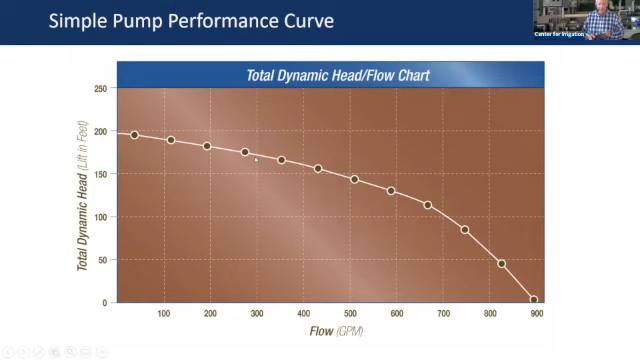 Simple Pump Performance Curve
Center for Irrigation
Total Dynamic Head/Flow Chart
Total Dynamic Head (Lift in Feet)
250
200
150
100
50
0
100 200 300 400 500 600 700 800 900
Flow (GPM)